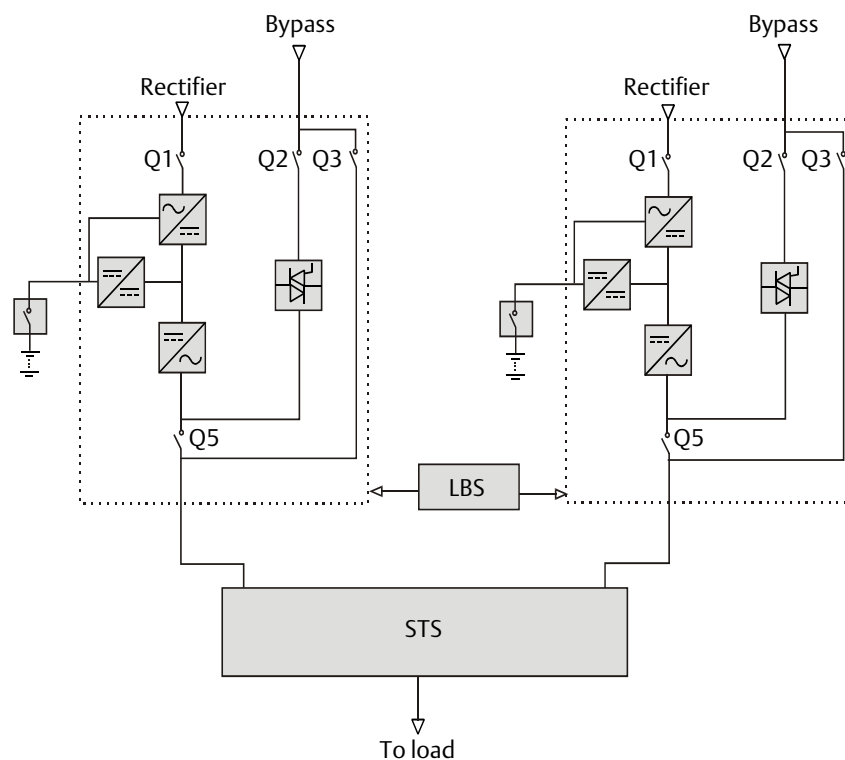 Bypass
Bypass
Rectifier
Rectifier
Q1
Q2
Q3
Q1
Q2
Q3
Q5
Q5
LBS
STS
To load